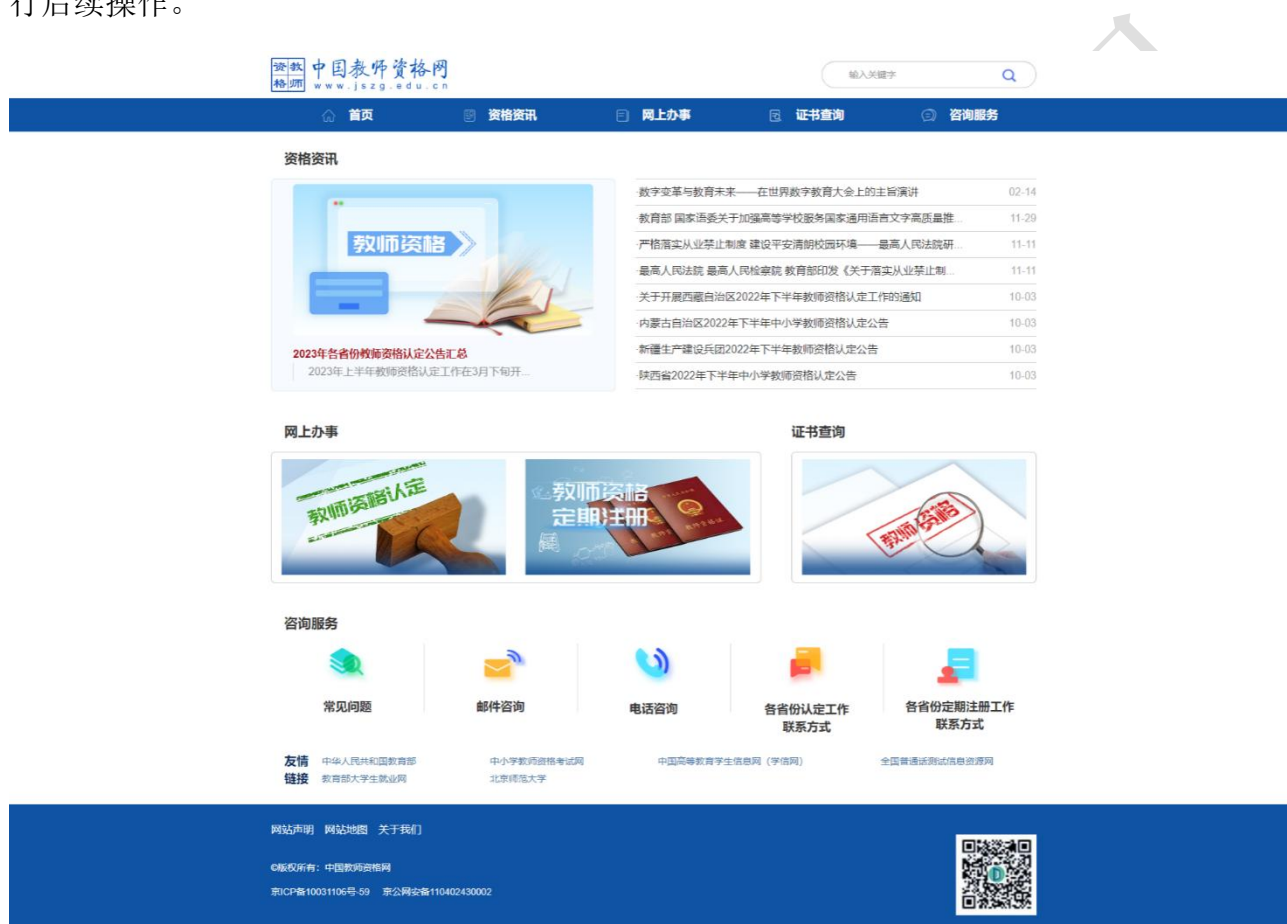 行后续操作。
资教
格师
中国教师资格网
www.jszg.edu.cn
输入关键字
首页 资格资讯 网上办事 证书查询 咨询服务
资格资讯
教师资格
2023年各省份教师资格认定公告汇总
2023年上半年教师资格认定工作在3月下旬开...
·数字变革与教育未来——在世界数字教育大会上的主旨演讲 02-14
·教育部 国家语委关于加强高等学校服务国家通用语言文字高质量推... 11-29
·严格落实从业禁止制度 建设平安清朗校园环境——最高人民法院研... 11-11
·最高人民法院 最高人民检察院 教育部印发《关于落实从业禁止制... 11-11
·关于开展西藏自治区2022年下半年教师资格认定工作的通知 10-03
·内蒙古自治区2022年下半年中小学教师资格认定公告 10-03
·新疆生产建设兵团2022年下半年教师资格认定公告 10-03
·陕西省2022年下半年中小学教师资格认定公告 10-03
网上办事
证书查询
教师资格认定
教师资格
定期注册
教师资格
咨询服务
常见问题
邮件咨询
电话咨询
各省份认定工作
联系方式
各省份定期注册工作
联系方式
友情
链接
中华人民共和国教育部 中小学教师资格考试网 中国高等教育学生信息网(学信网) 全国普通话测试信息资源网
教育部大学生就业网 北京师范大学
网站声明 网站地图 关于我们
©版权所有:中国教师资格网
京ICP备10031106号-59 京公网安备110402430002